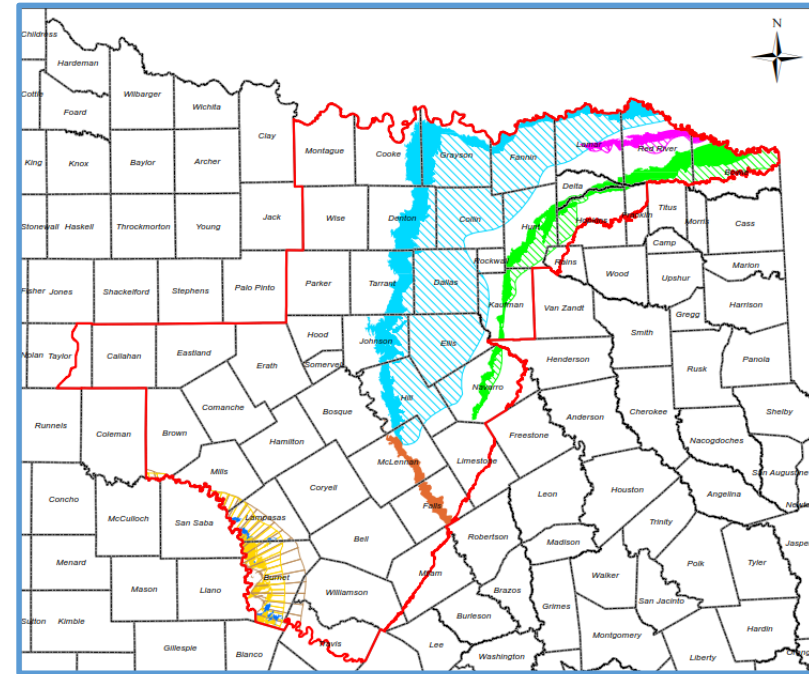 N
Childress
Hardeman
Cottle
Foard
Wilbarger
Wichita
Clay
Montague
Cooke
Grayson
Fannin
Lamar
Red River
Bowie
King
Knox
Baylor
Archer
Jack
Wise
Denton
Collin
Hunt
Delta
Hopkins
Franklin
Titus
Morris
Cass
Stonewall
Haskell
Throckmorton
Young
Rockwall
Rains
Wood
Camp
Upshur
Marion
Fisher
Jones
Shackelford
Stephens
Palo Pinto
Parker
Tarrant
Dallas
Kaufman
Van Zandt
Smith
Gregg
Harrison
Nolan
Taylor
Callahan
Eastland
Erath
Hood
Somervell
Johnson
Ellis
Navarro
Henderson
Rusk
Panola
Runnels
Coleman
Brown
Comanche
Hamilton
Bosque
Hill
Limestone
Freestone
Anderson
Cherokee
Nacogdoches
Shelby
Concho
McCulloch
San Saba
Mills
Lampasas
Coryell
McLennan
Falls
Leon
Houston
Angelina
San Augustine
Menard
Mason
Llano
Burnet
Bell
Milam
Robertson
Madison
Trinity
Polk
Tyler
Jaspe
Sutton
Kimble
Gillespie
Blanco
Williamson
Travis
Lee
Burleson
Brazos
Grimes
Walker
San Jacinto
Montgomery
Liberty
Hardin
Washington